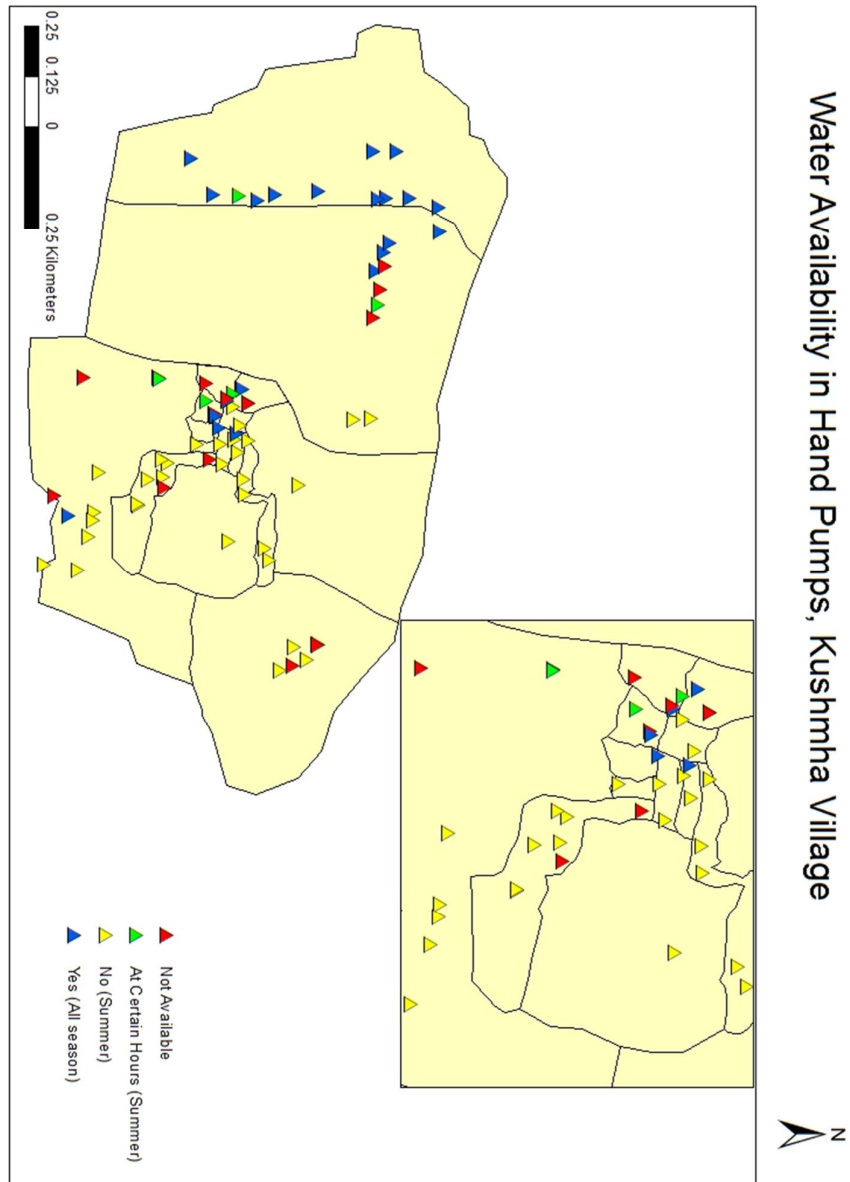 Water Availability in Hand Pumps, Kushmha Village
N
Not Available
At Certain Hours (Summer)
No (Summer)
Yes (All season)
0.25 0.125 0 0.25 Kilometers